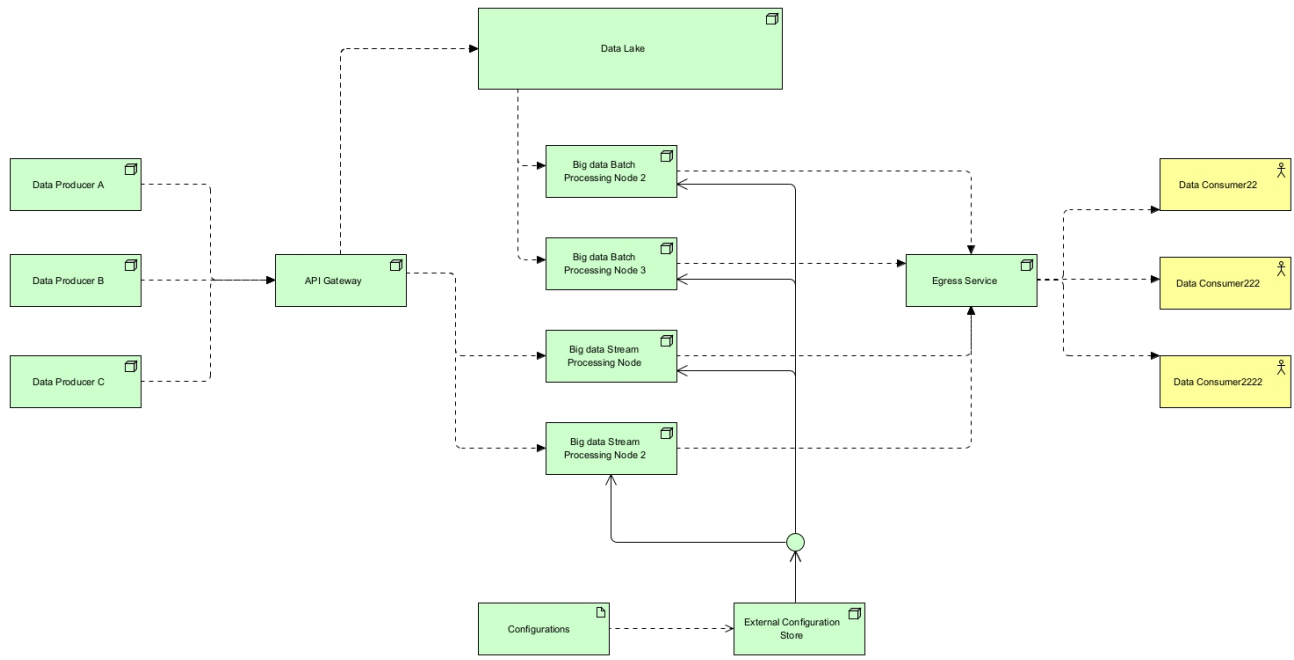 Data Lake
Big data Batch
Processing Node 2
Data Producer A
Data Consumer22
Big data Batch
Processing Node 3
Data Producer B
API Gateway
Egress Service
Data Consumer222
Big data Stream
Processing Node
Data Producer C
Data Consumer2222
Big data Stream
Processing Node 2
Configurations
External Configuration
Store